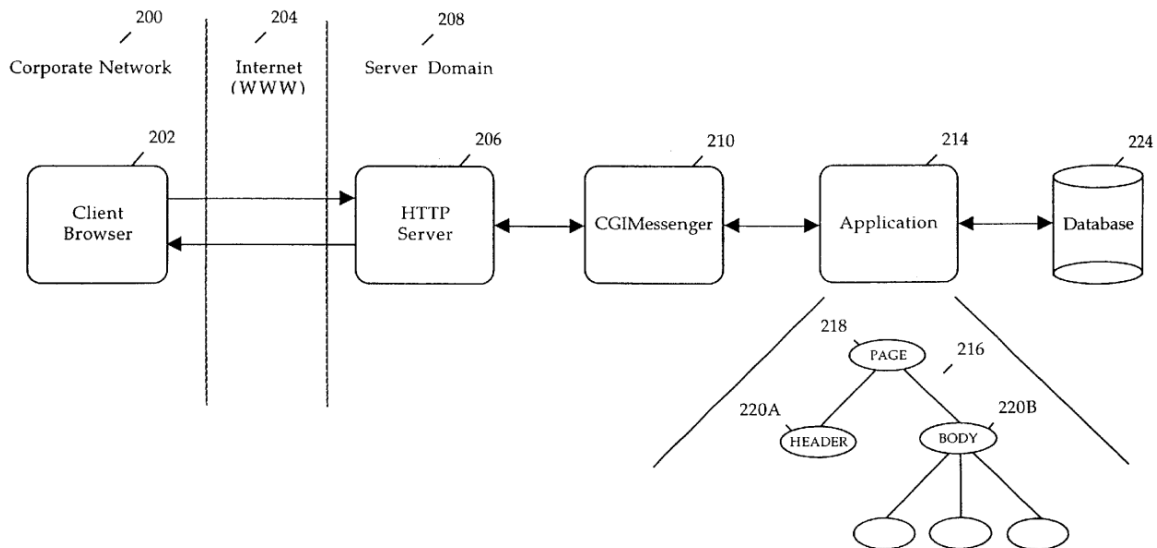 200
204
208
Corporate Network
Internet
(WWW)
Server Domain
202
206
210
214
224
Client
Browser
HTTP
Server
CGIMessenger
Application
Database
218
PAGE
216
220A
HEADER
220B
BODY